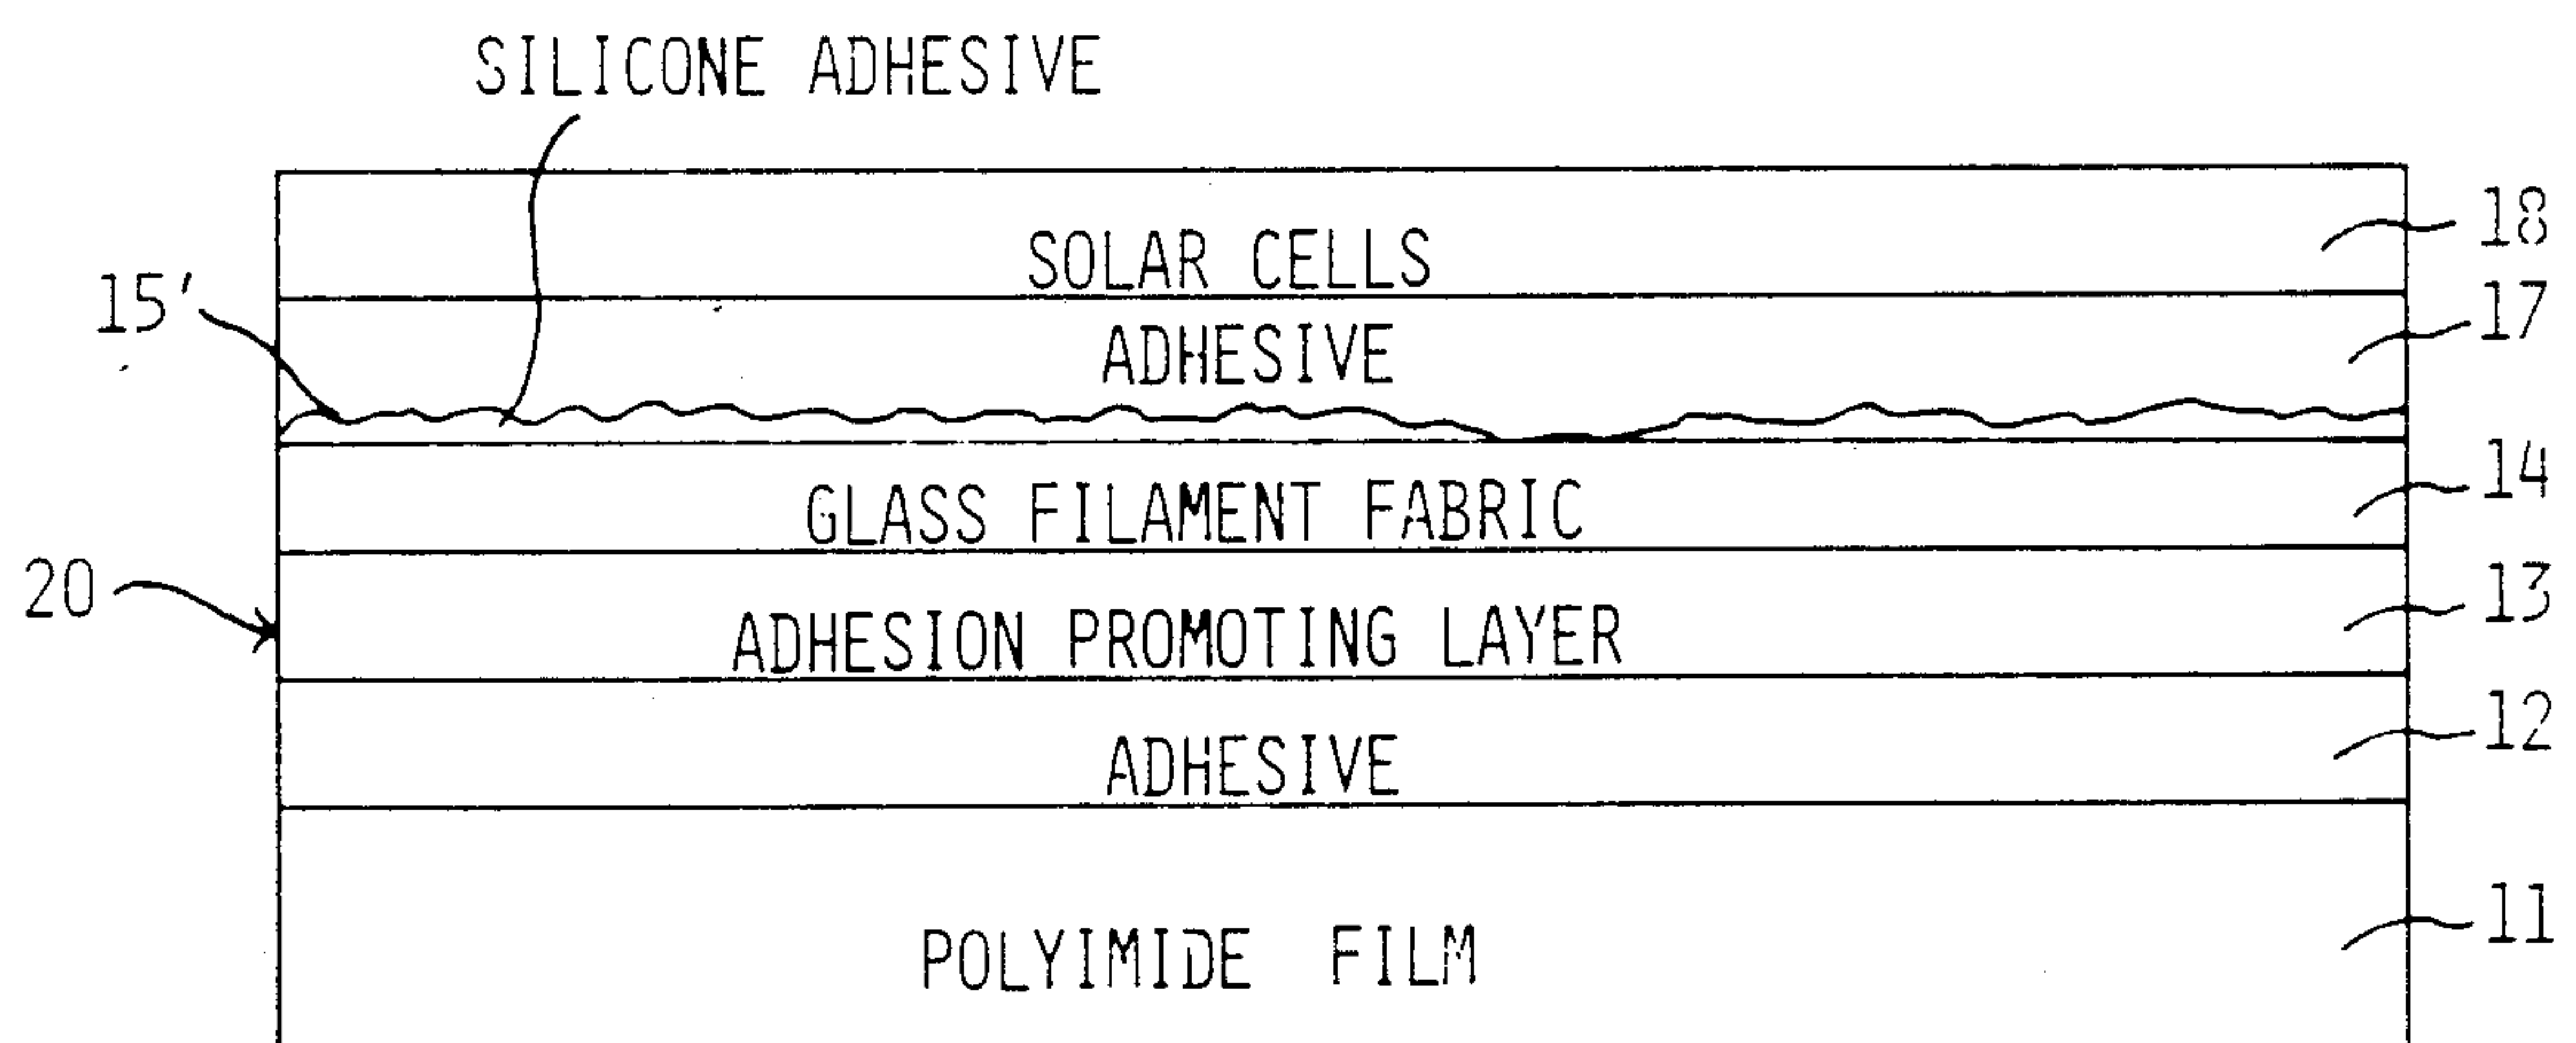 SILICONE ADHESIVE
SOLAR CELLS
18
15'
17
ADHESIVE
14
GLASS FILAMENT FABRIC
20
13
ADHESION PROMOTING LAYER
12
ADHESIVE
11
POLYIMIDE FILM